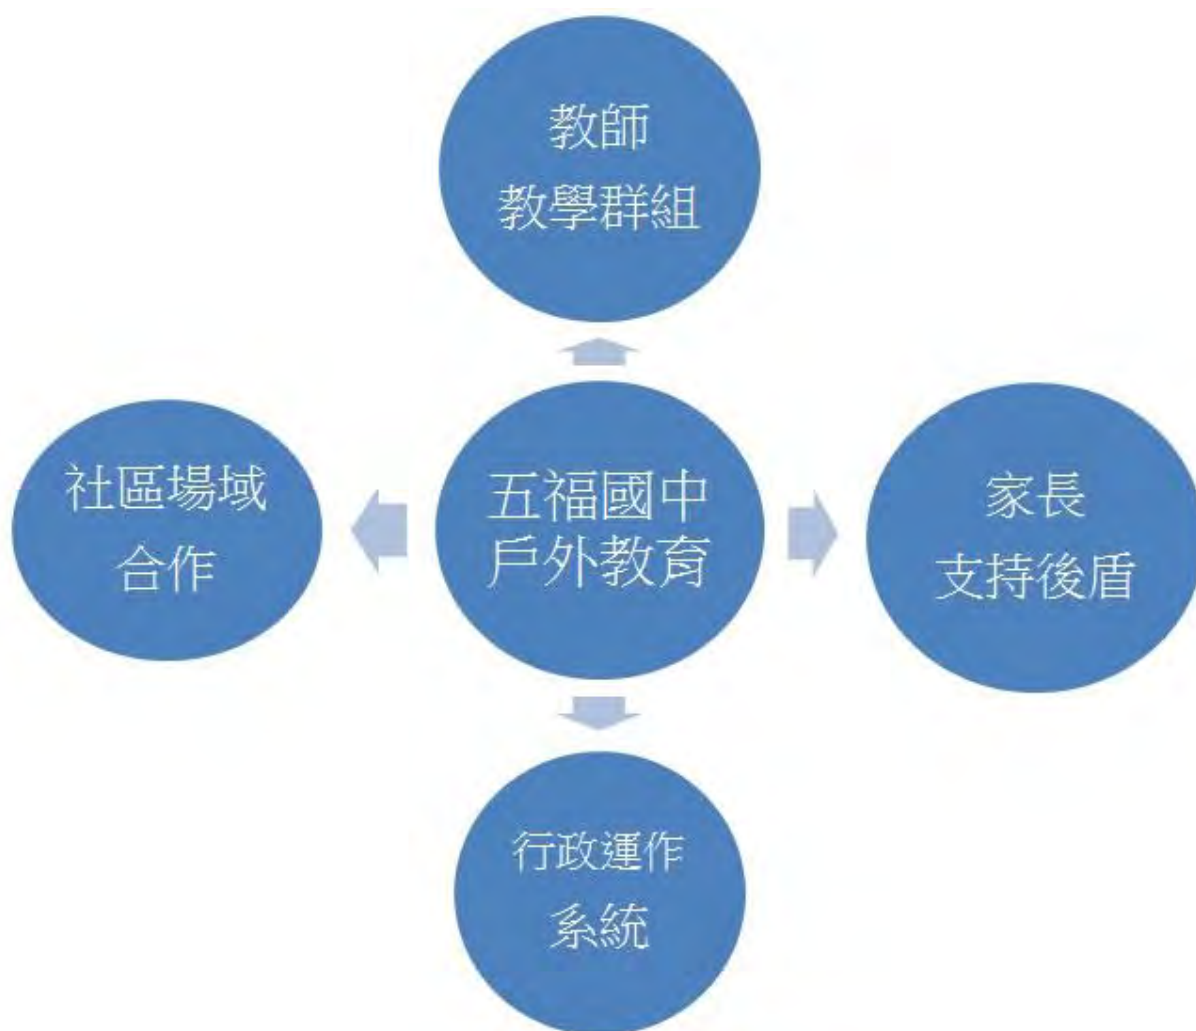 教師
教學群組
社區場域
合作
五福國中
戶外教育
家長
支持後盾
行政運作
系統